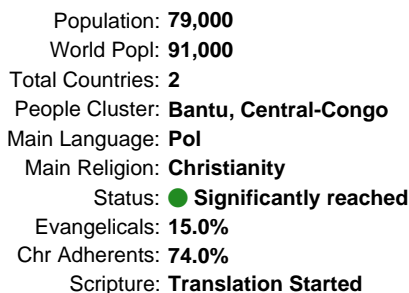 Population: 79,000
World Popl: 91,000
Total Countries: 2
People Cluster: Bantu, Central-Congo
Main Language: Pol
Main Religion: Christianity
Status: Significantly reached
Evangelicals: 15.0%
Chr Adherents: 74.0%
Scripture: Translation Started